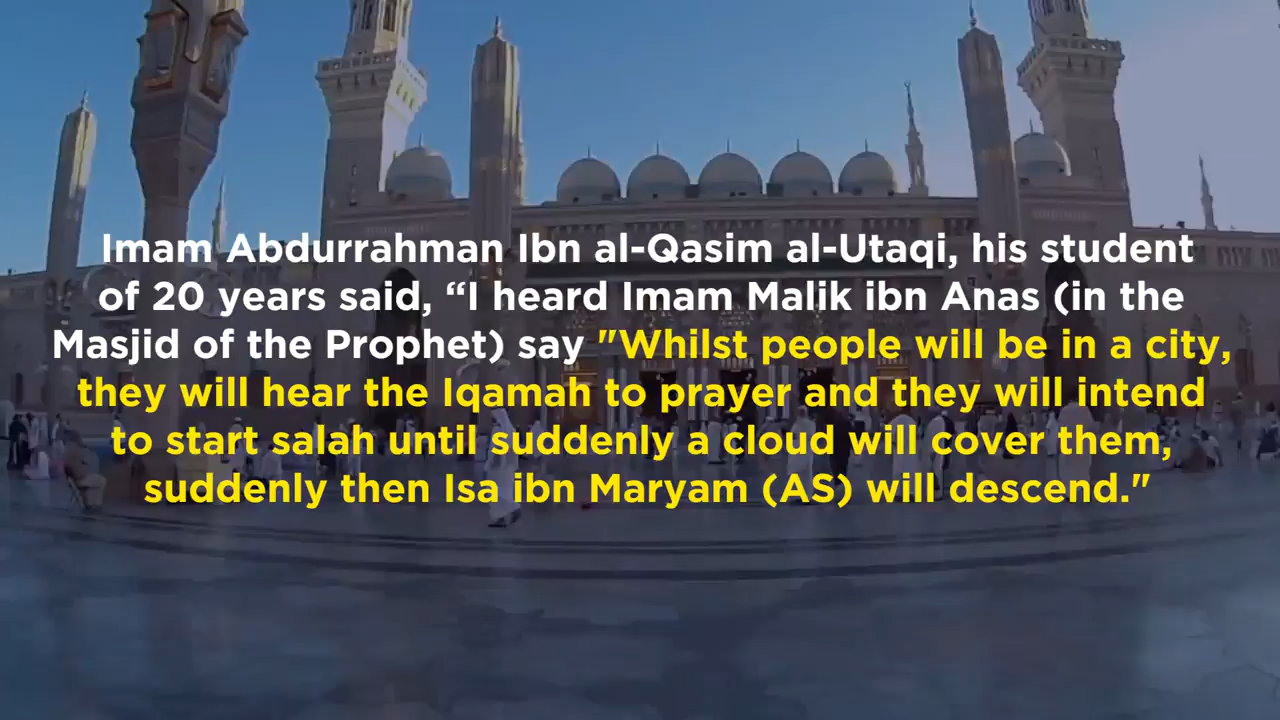 Imam Abdurrahman Ibn al-Qasim al-Utaqi, his student
of 20 years said, “I heard Imam Malik ibn Anas (in the
Masjid of the Prophet) say "Whilst people will be in a city,
they will hear the Iqamah to prayer and they will intend
to start salah until suddenly a cloud will cover them,
suddenly then Isa ibn Maryam (AS) will descend."